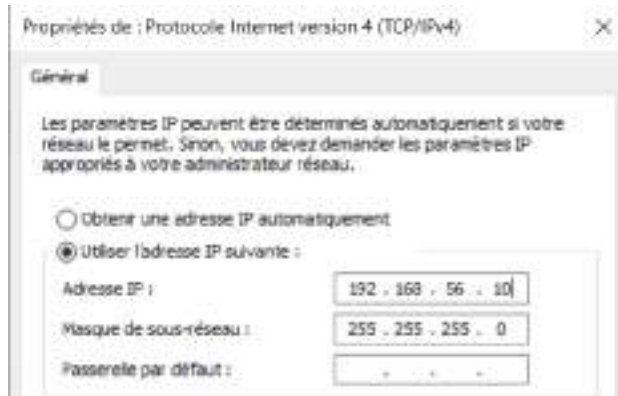 Propriétés de : Protocole Internet version 4 (TCP/IPv4)
Général
Les paramètres IP peuvent être déterminés automatiquement si votre
réseau le permet. Sinon, vous devez demander les paramètres IP
appropriés à votre administrateur réseau.
Obtenir une adresse IP automatiquement
Utiliser l'adresse IP suivante :
Adresse IP : 192 . 168 . 56 . 10
Masque de sous-réseau : 255 . 255 . 255 . 0
Passerelle par défaut : . . .